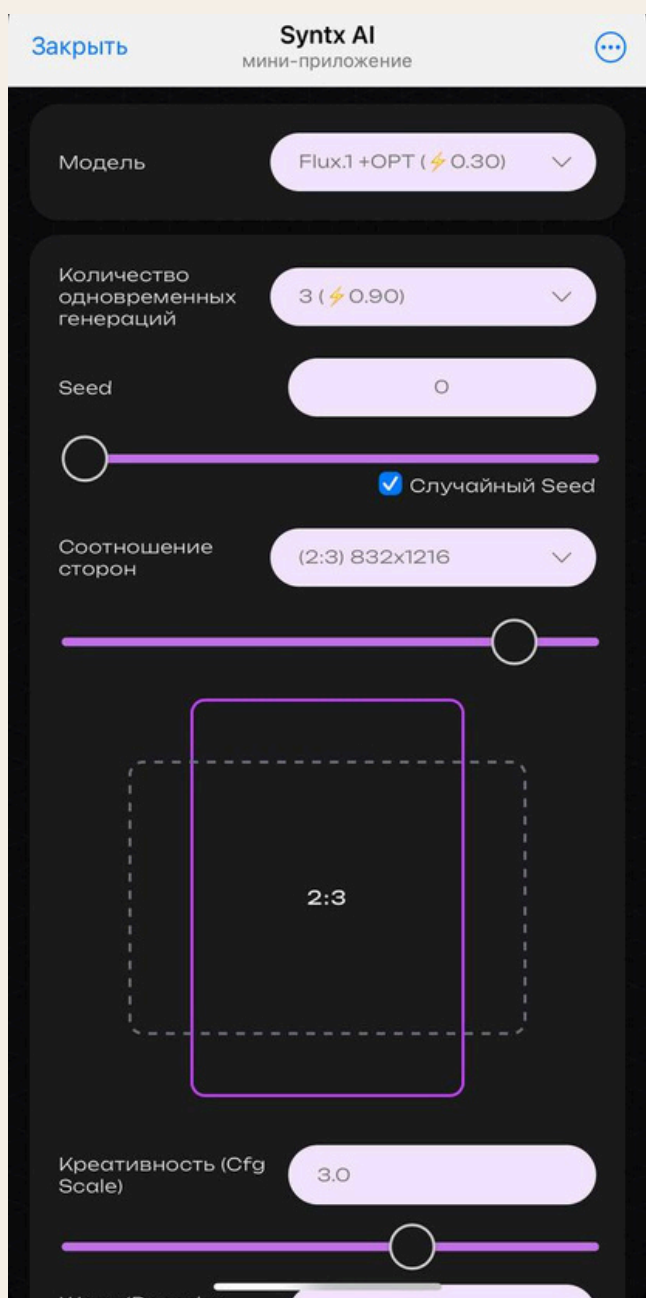 Закрыть
Syntx AI
мини-приложение
Модель
Flux.1 +OPT (⚡0.30)
Количество
одновременных
генераций
3 (⚡0.90)
Seed
0
Случайный Seed
Соотношение
сторон
(2:3) 832x1216
2:3
Креативность (Cfg
Scale)
3.0